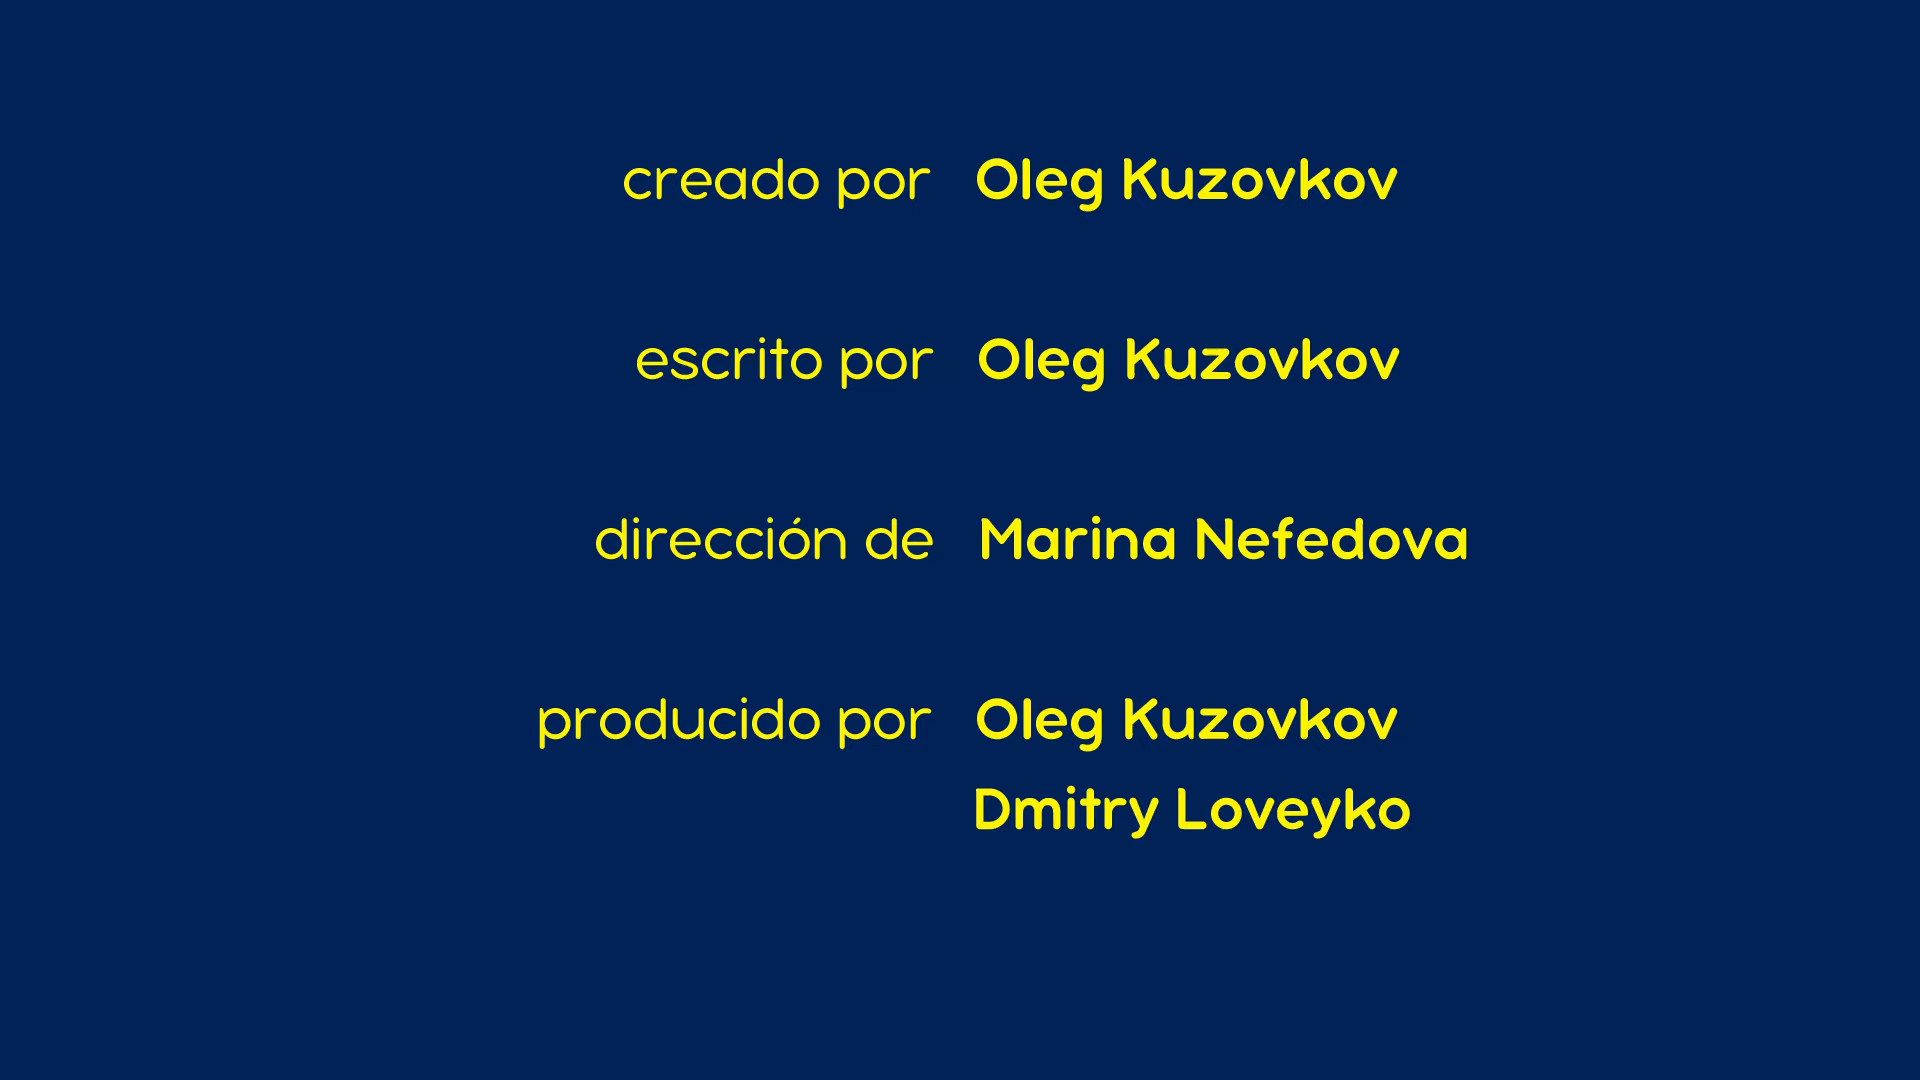 creado por Oleg Kuzovkov
escrito por Oleg Kuzovkov
dirección de Marina Nefedova
producido por Oleg Kuzovkov
Dmitry Loveyko